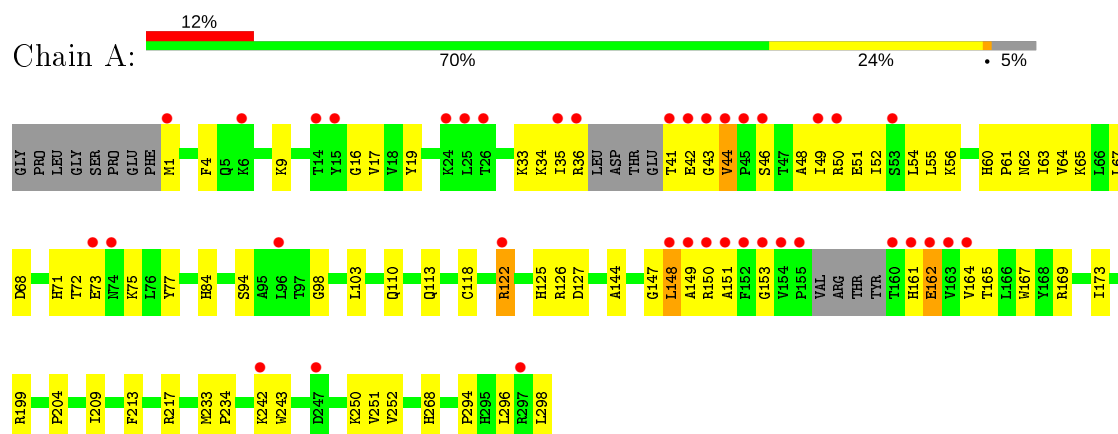 12%
Chain A:
70% 24% • 5%
GLY PRO LEU GLY SER PRO GLU PHE M1 F4 Q5 K6 K9 T14 Y15 G16 V17 V18 Y19 K24 L25 T26 K33 K34 I35 R36 LEU ASP THR GLU T41 E42 G43 V44 P45 S46 T47 A48 I49 R50 E51 I52 S53 L54 L55 K56 H60 P61 N62 I63 V64 K65 L66 L67
D68 H71 T72 E73 N74 K75 L76 Y77 H84 S94 A95 L96 T97 G98 L103 Q110 Q113 C118 R122 H125 R126 D127 A144 G147 L148 A149 R150 A151 F152 G153 V154 P155 VAL ARG THR TYR T160 H161 E162 V163 V164 T165 L166 W167 Y168 R169 I173
R199 P204 I209 F213 R217 M233 P234 K242 W243 D247 K250 V251 V252 H268 P294 H295 L296 R297 L298